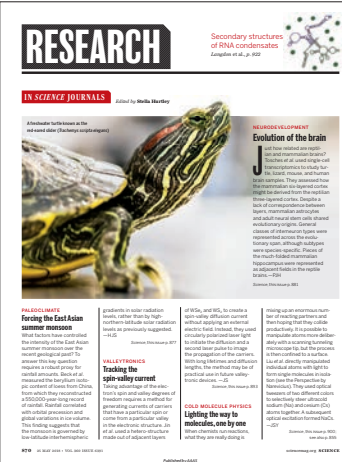 RESEARCH
Secondary structures
of RNA condensates
Langdon et al., p. 922
IN SCIENCE JOURNALS
Edited by Stella Hurtley
A freshwater turtle known as the
red-eared slider (Trachemys scripta elegans)
NEURODEVELOPMENT
Evolution of the brain
Just how related are reptil-
ian and mammalian brains?
Tosches et al. used single-cell
transcriptomics to study tur-
tle, lizard, mouse, and human
brain samples. They assessed how
the mammalian six-layered cortex
might be derived from the reptilian
three-layered cortex. Despite a
lack of correspondence between
layers, mammalian astrocytes
and adult neural stem cells shared
evolutionary origins. General
classes of interneuron types were
represented across the evolu-
tionary span, although subtypes
were species-specific. Pieces of
the much-folded mammalian
hippocampus were represented
as adjacent fields in the reptile
brains. —PJH
Science, this issue p. 881
PALEOCLIMATE
Forcing the East Asian
summer monsoon
What factors have controlled
the intensity of the East Asian
summer monsoon over the
recent geological past? To
answer this key question
requires a robust proxy for
rainfall amounts. Beck et al.
measured the beryllium isoto-
pic content of loess from China,
from which they reconstructed
a 550,000-year-long record
of rainfall. Rainfall correlated
with orbital precession and
global variations in ice volume.
This finding suggests that
the monsoon is governed by
low-latitude interhemispheric
gradients in solar radiation
levels, rather than by high-
northern-latitude solar radiation
levels as previously suggested.
—HJS
Science, this issue p. 877
VALLEYTRONICS
Tracking the
spin-valley current
Taking advantage of the elec-
tron's spin and valley degrees of
freedom requires a method for
generating currents of carriers
that have a particular spin or
come from a particular valley
in the electronic structure. Jin
et al. used a hetero-structure
made out of adjacent layers
of WSe2 and WS2 to create a
spin-valley diffusion current
without applying an external
electric field. Instead, they used
circularly polarized laser light
to initiate the diffusion and a
second laser pulse to image
the propagation of the carriers.
With long lifetimes and diffusion
lengths, the method may be of
practical use in future valley-
tronic devices. —JS
Science, this issue p. 893
COLD MOLECULE PHYSICS
Lighting the way to
molecules, one by one
When chemists run reactions,
what they are really doing is
mixing up an enormous num-
ber of reacting partners and
then hoping that they collide
productively. It is possible to
manipulate atoms more deliber-
ately with a scanning tunneling
microscope tip, but the process
is then confined to a surface.
Liu et al. directly manipulated
individual atoms with light to
form single molecules in isola-
tion (see the Perspective by
Narevicius). They used optical
tweezers of two different colors
to selectively steer ultracold
sodium (Na) and cesium (Cs)
atoms together. A subsequent
optical excitation formed NaCs.
—JSY
Science, this issue p. 900;
see also p. 855
870
25 MAY 2018 • VOL 360 ISSUE 6391
sciencemag.org SCIENCE
Published by AAAS